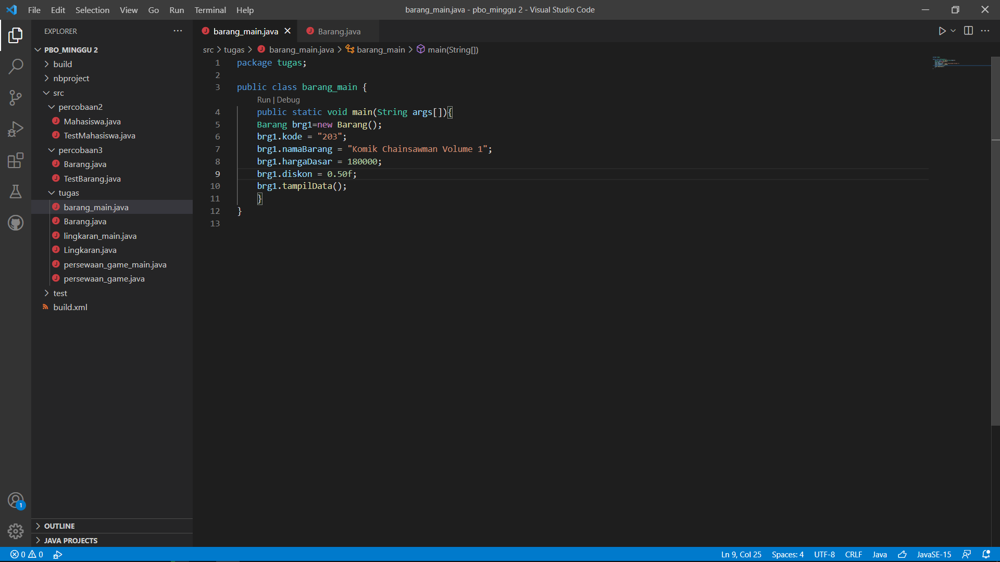 File Edit Selection View Go Run Terminal Help
barang_main.java - pbo_minggu 2 - Visual Studio Code
EXPLORER
PBO_MINGGU 2
build
nbproject
src
percobaan2
Mahasiswa.java
TestMahasiswa.java
percobaan3
Barang.java
TestBarang.java
tugas
barang_main.java
Barang.java
lingkaran_main.java
Lingkaran.java
persewaan_game_main.java
persewaan_game.java
test
build.xml
OUTLINE
JAVA PROJECTS
1
barang_main.java Barang.java
src > tugas > barang_main.java > barang_main > main(String[])
1 package tugas;
2
3 public class barang_main {
Run | Debug
4 public static void main(String args[]){
5 Barang brg1=new Barang();
6 brg1.kode = "203";
7 brg1.namaBarang = "Komik Chainsawman Volume 1";
8 brg1.hargaDasar = 180000;
9 brg1.diskon = 0.50f;
10 brg1.tampilData();
11 }
12 }
13
0 0 Ln 9, Col 25 Spaces: 4 UTF-8 CRLF Java JavaSE-15